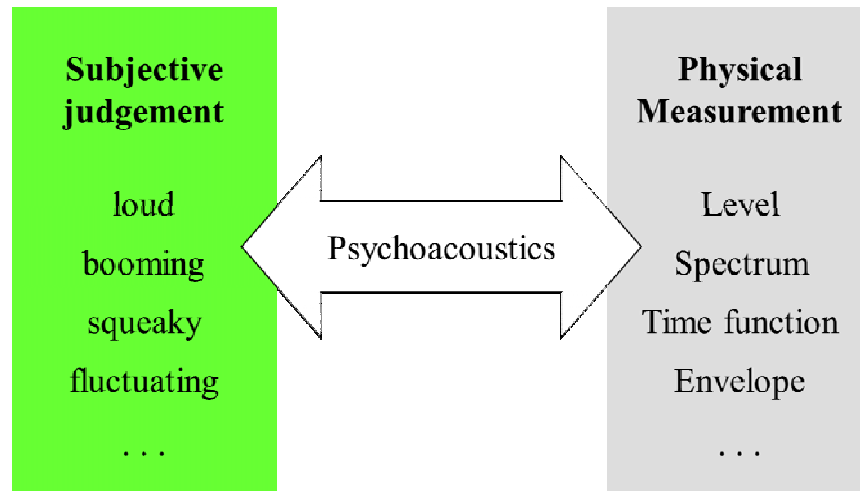 Subjective
judgement
loud
booming
squeaky
fluctuating
. . .
Psychoacoustics
Physical
Measurement
Level
Spectrum
Time function
Envelope
. . .